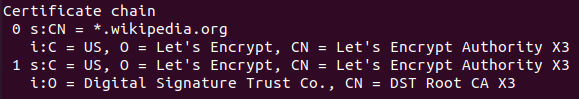 Certificate chain
 0 s:CN = *.wikipedia.org
   i:C = US, O = Let's Encrypt, CN = Let's Encrypt Authority X3
 1 s:C = US, O = Let's Encrypt, CN = Let's Encrypt Authority X3
   i:O = Digital Signature Trust Co., CN = DST Root CA X3